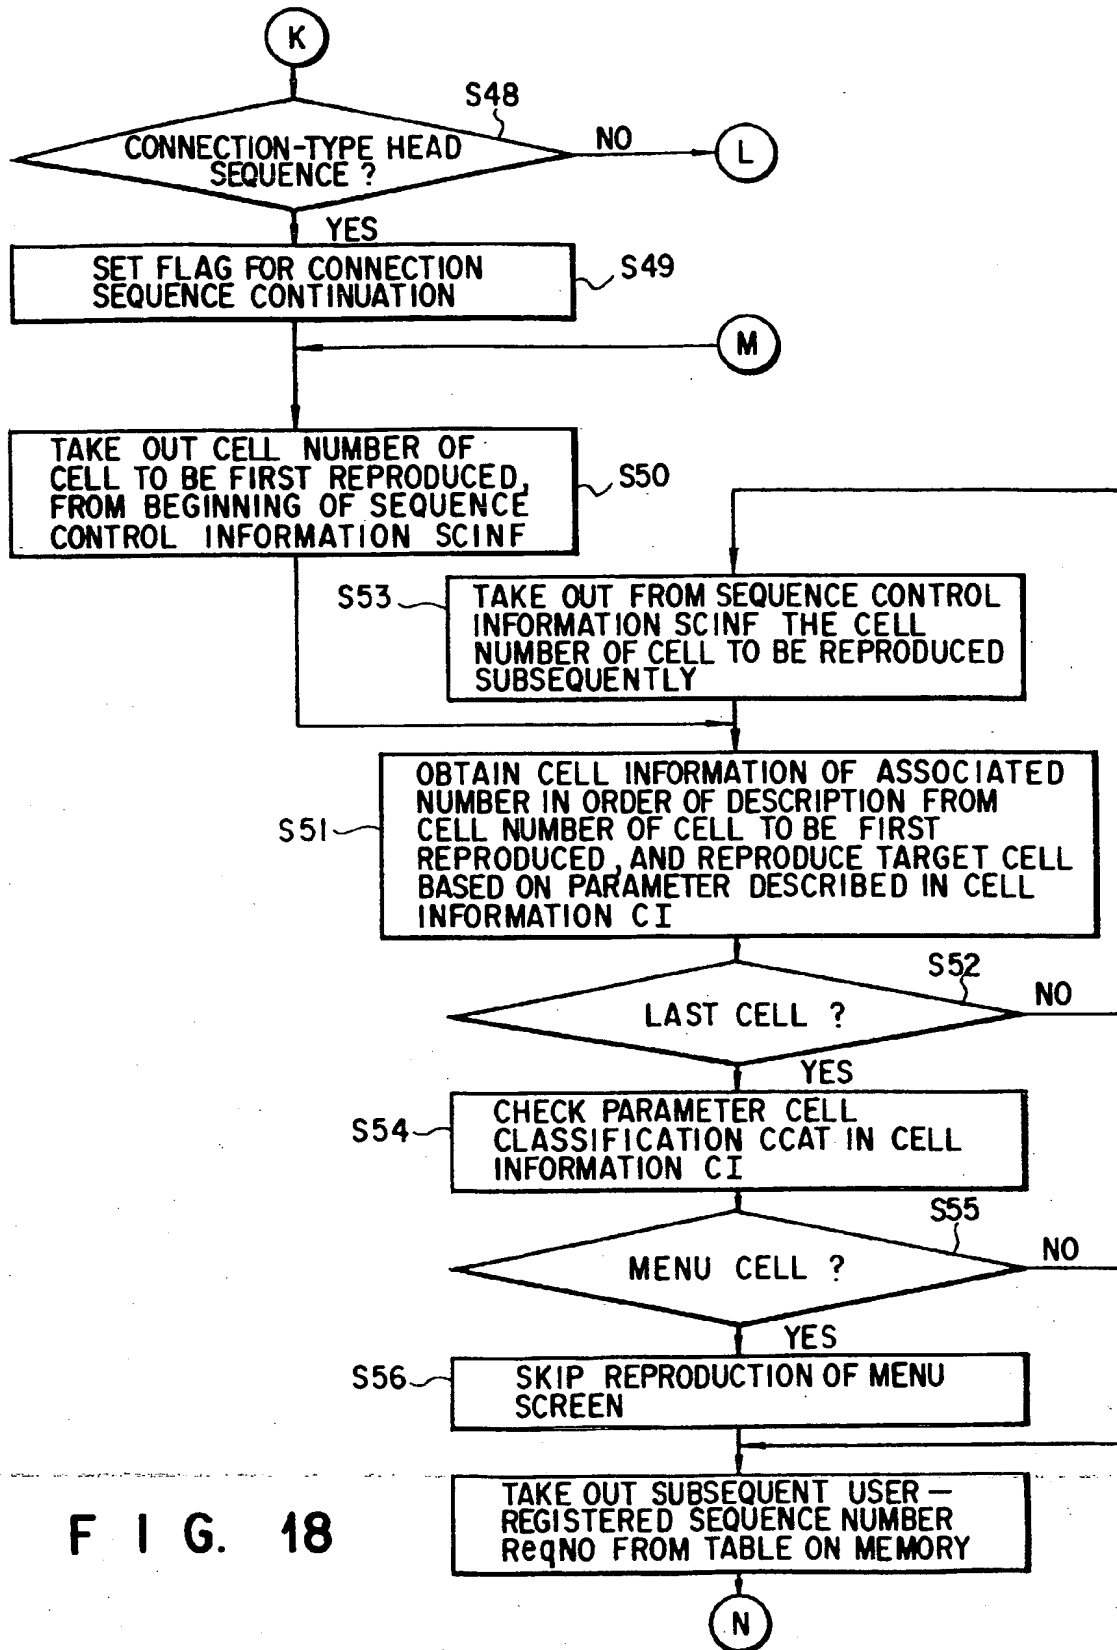 K
S48
CONNECTION-TYPE HEAD
SEQUENCE ?
NO
L
YES
SET FLAG FOR CONNECTION
SEQUENCE CONTINUATION
S49
M
TAKE OUT CELL NUMBER OF
CELL TO BE FIRST REPRODUCED,
FROM BEGINNING OF SEQUENCE
CONTROL INFORMATION SCINF
S50
S53
TAKE OUT FROM SEQUENCE CONTROL
INFORMATION SCINF THE CELL
NUMBER OF CELL TO BE REPRODUCED
SUBSEQUENTLY
S51
OBTAIN CELL INFORMATION OF ASSOCIATED
NUMBER IN ORDER OF DESCRIPTION FROM
CELL NUMBER OF CELL TO BE FIRST
REPRODUCED, AND REPRODUCE TARGET CELL
BASED ON PARAMETER DESCRIBED IN CELL
INFORMATION CI
S52
LAST CELL ?
NO
YES
S54
CHECK PARAMETER CELL
CLASSIFICATION CCAT IN CELL
INFORMATION CI
S55
MENU CELL ?
NO
YES
S56
SKIP REPRODUCTION OF MENU
SCREEN
TAKE OUT SUBSEQUENT USER-
REGISTERED SEQUENCE NUMBER
ReqNO FROM TABLE ON MEMORY
N
FIG. 18